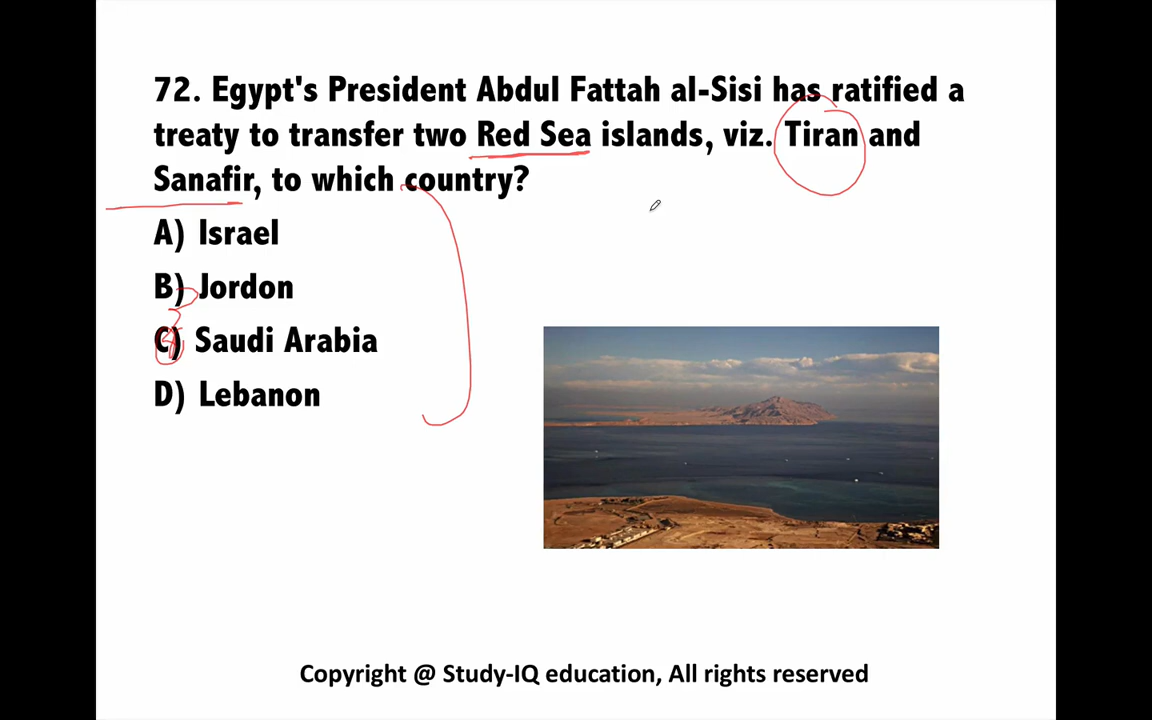 72. Egypt's President Abdul Fattah al-Sisi has ratified a
treaty to transfer two Red Sea islands, viz. Tiran and
Sanafir, to which country?
A) Israel
B) Jordon
C) Saudi Arabia
D) Lebanon
Copyright @ Study-IQ education, All rights reserved